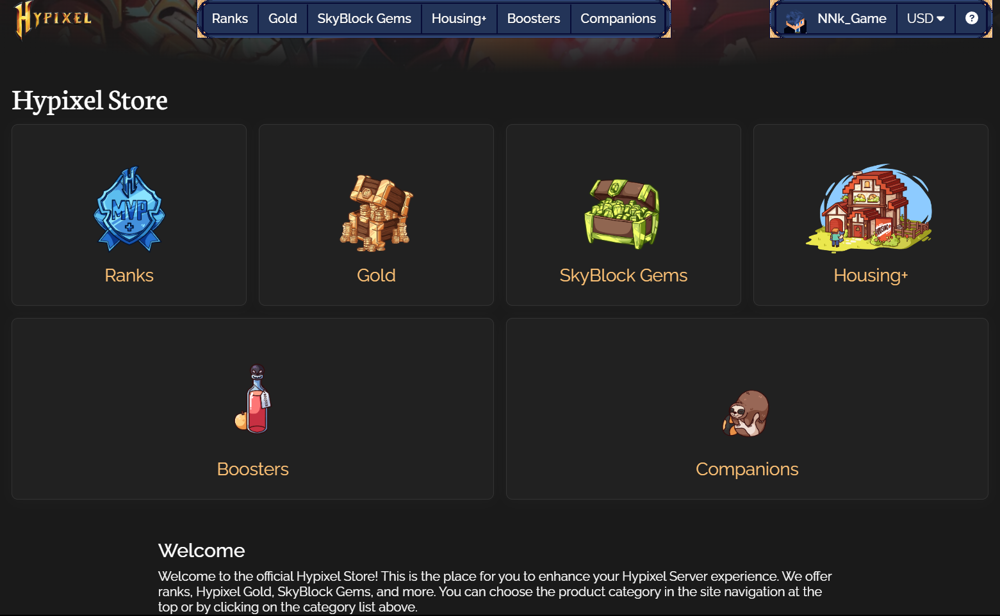 HYPIXEL
Ranks
Gold
SkyBlock Gems
Housing+
Boosters
Companions
NNk_Game
USD
?
Hypixel Store
H
MVP
+
Ranks
Gold
SkyBlock Gems
HOUSING+
Housing+
Boosters
Companions
Welcome
Welcome to the official Hypixel Store! This is the place for you to enhance your Hypixel Server experience. We offer
ranks, Hypixel Gold, SkyBlock Gems, and more. You can choose the product category in the site navigation at the
top or by clicking on the category list above.